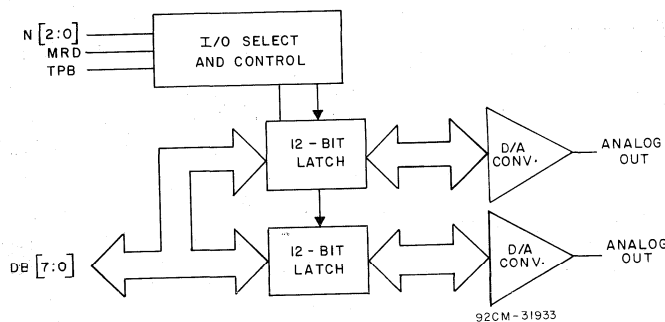 N [2:0]
MRD
TPB
I/O SELECT
AND CONTROL
12-BIT
LATCH
D/A
CONV.
ANALOG
OUT
DB [7:0]
12-BIT
LATCH
D/A
CONV.
ANALOG
OUT
92CM-31933